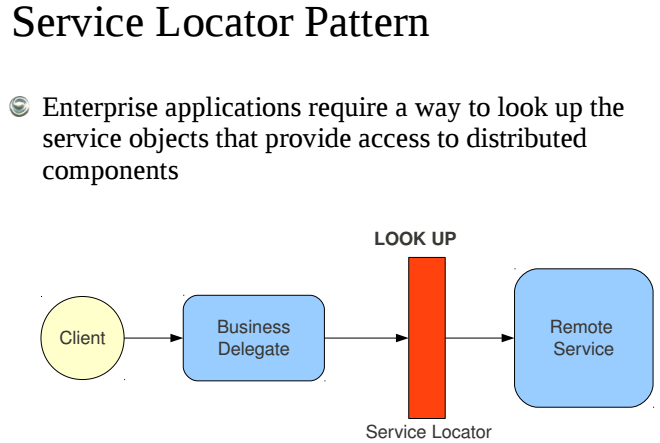 Service Locator Pattern
Enterprise applications require a way to look up the
service objects that provide access to distributed
components
LOOK UP
Client
Business
Delegate
Remote
Service
Service Locator